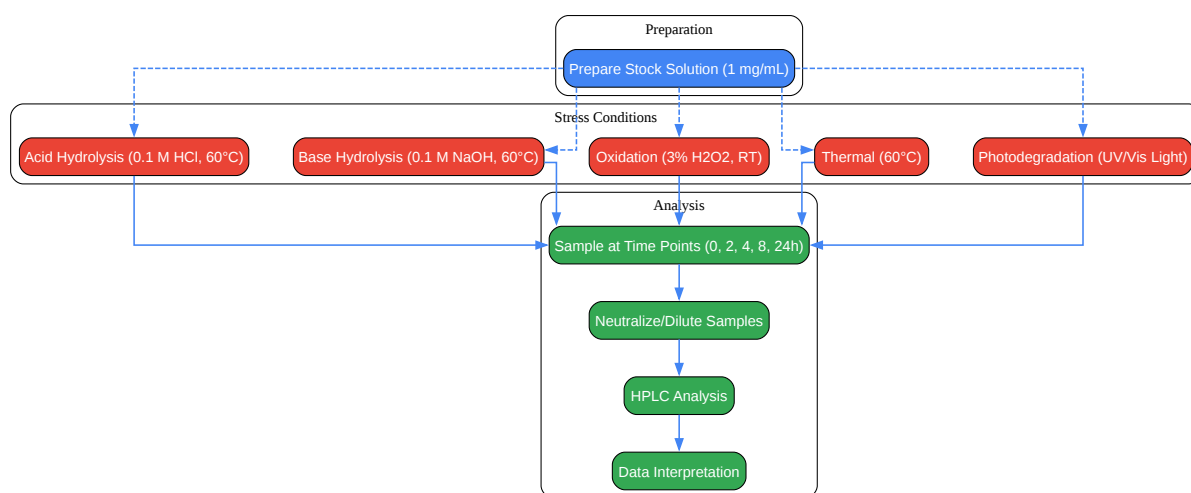 Preparation
Prepare Stock Solution (1 mg/mL)
Stress Conditions
Acid Hydrolysis (0.1 M HCl, 60°C)
Base Hydrolysis (0.1 M NaOH, 60°C)
Oxidation (3% H2O2, RT)
Thermal (60°C)
Photodegradation (UV/Vis Light)
Analysis
Sample at Time Points (0, 2, 4, 8, 24h)
Neutralize/Dilute Samples
HPLC Analysis
Data Interpretation